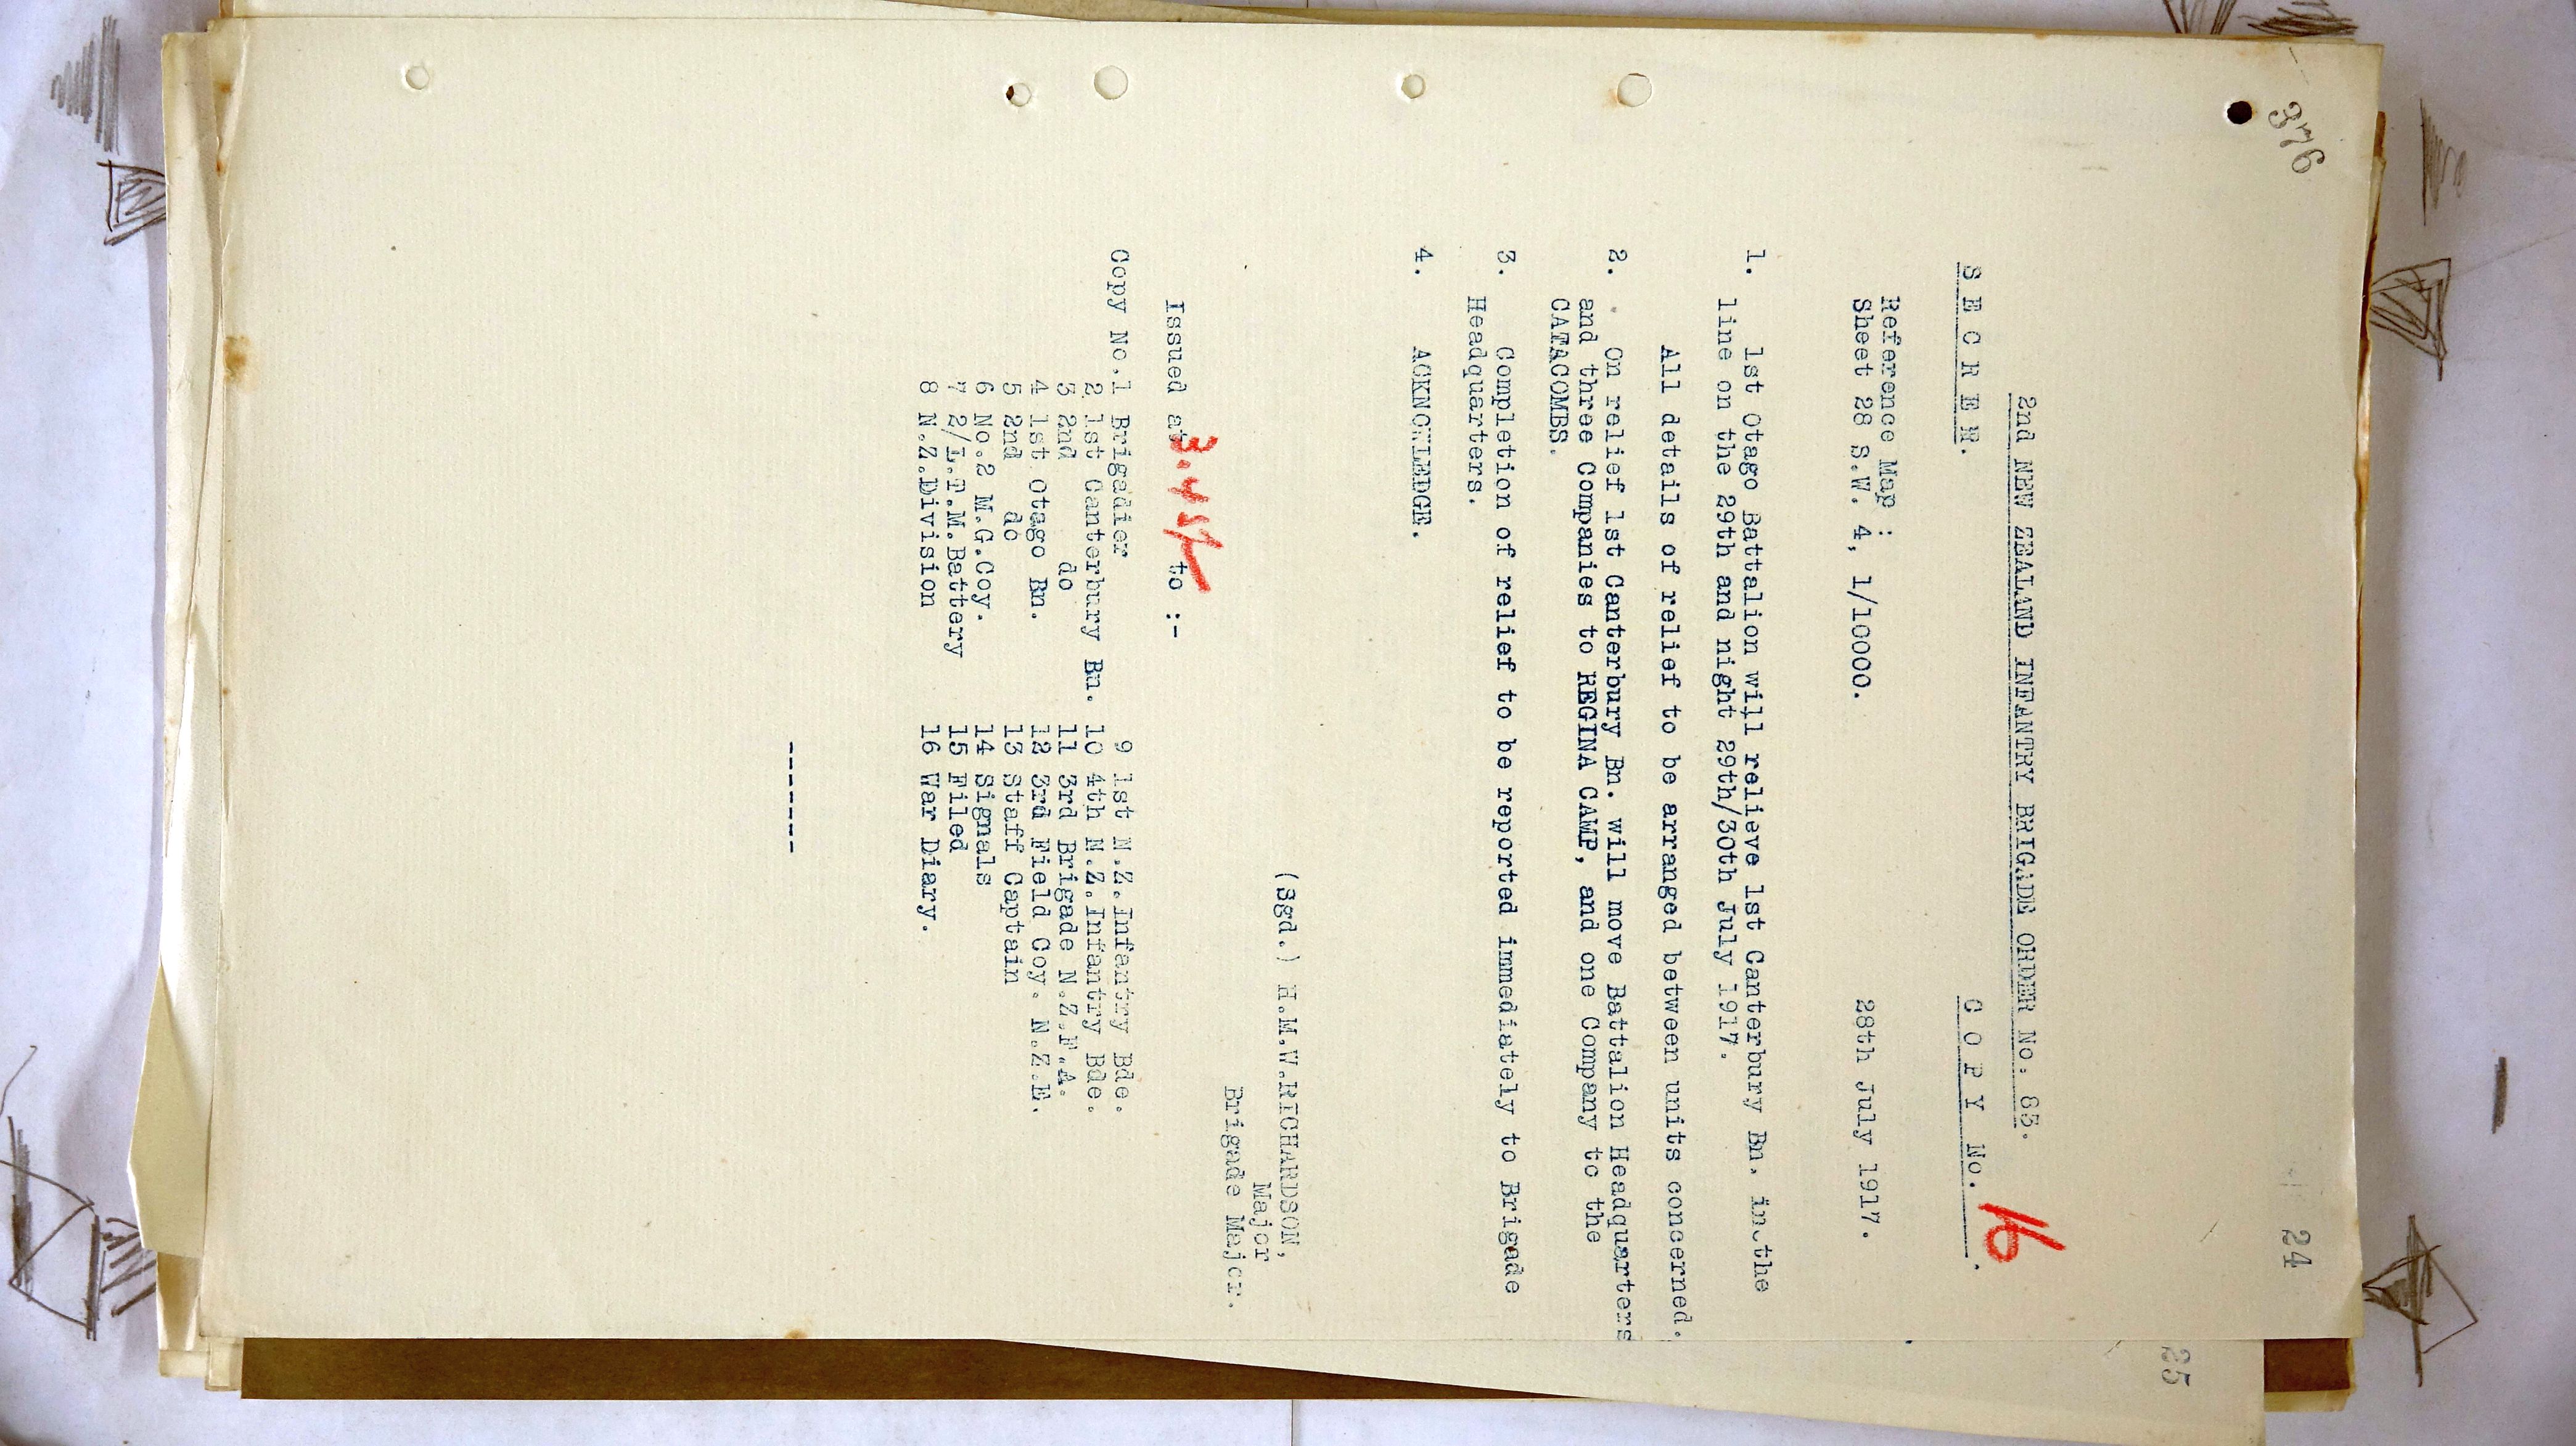 376
24
2nd NEW ZEALAND INFANTRY BRIGADE ORDER No. 85.
S E C R E T.
C O P Y No. 16.
Reference Map :
Sheet 28 S.W. 4, 1/10000.
28th July 1917.
1. 1st Otago Battalion will relieve 1st Canterbury Bn. in the
line on the 29th and night 29th/30th July 1917.
All details of relief to be arranged between units concerned.
2. On relief 1st Canterbury Bn. will move Battalion Headquarters
and three Companies to REGINA CAMP, and one Company to the
CATACOMBS.
3. Completion of relief to be reported immediately to Brigade
Headquarters.
4. ACKNOWLEDGE.
(Sgd.) H.M.W.RICHARDSON,
Major
Brigade Major.
Issued at to :-
Copy No.1 Brigadier
2 1st Canterbury Bn.
3 2nd do
4 1st Otago Bn.
5 2nd do
6 No.2 M.G.Coy.
7 2/L.T.M.Battery
8 N.Z.Division
9 1st N.Z.Infantry Bde.
10 4th N.Z.Infantry Bde.
11 3rd Brigade N.Z.F.A.
12 3rd Field Coy. N.Z.E.
13 Staff Captain
14 Signals
15 Filed
16 War Diary.
-------
25